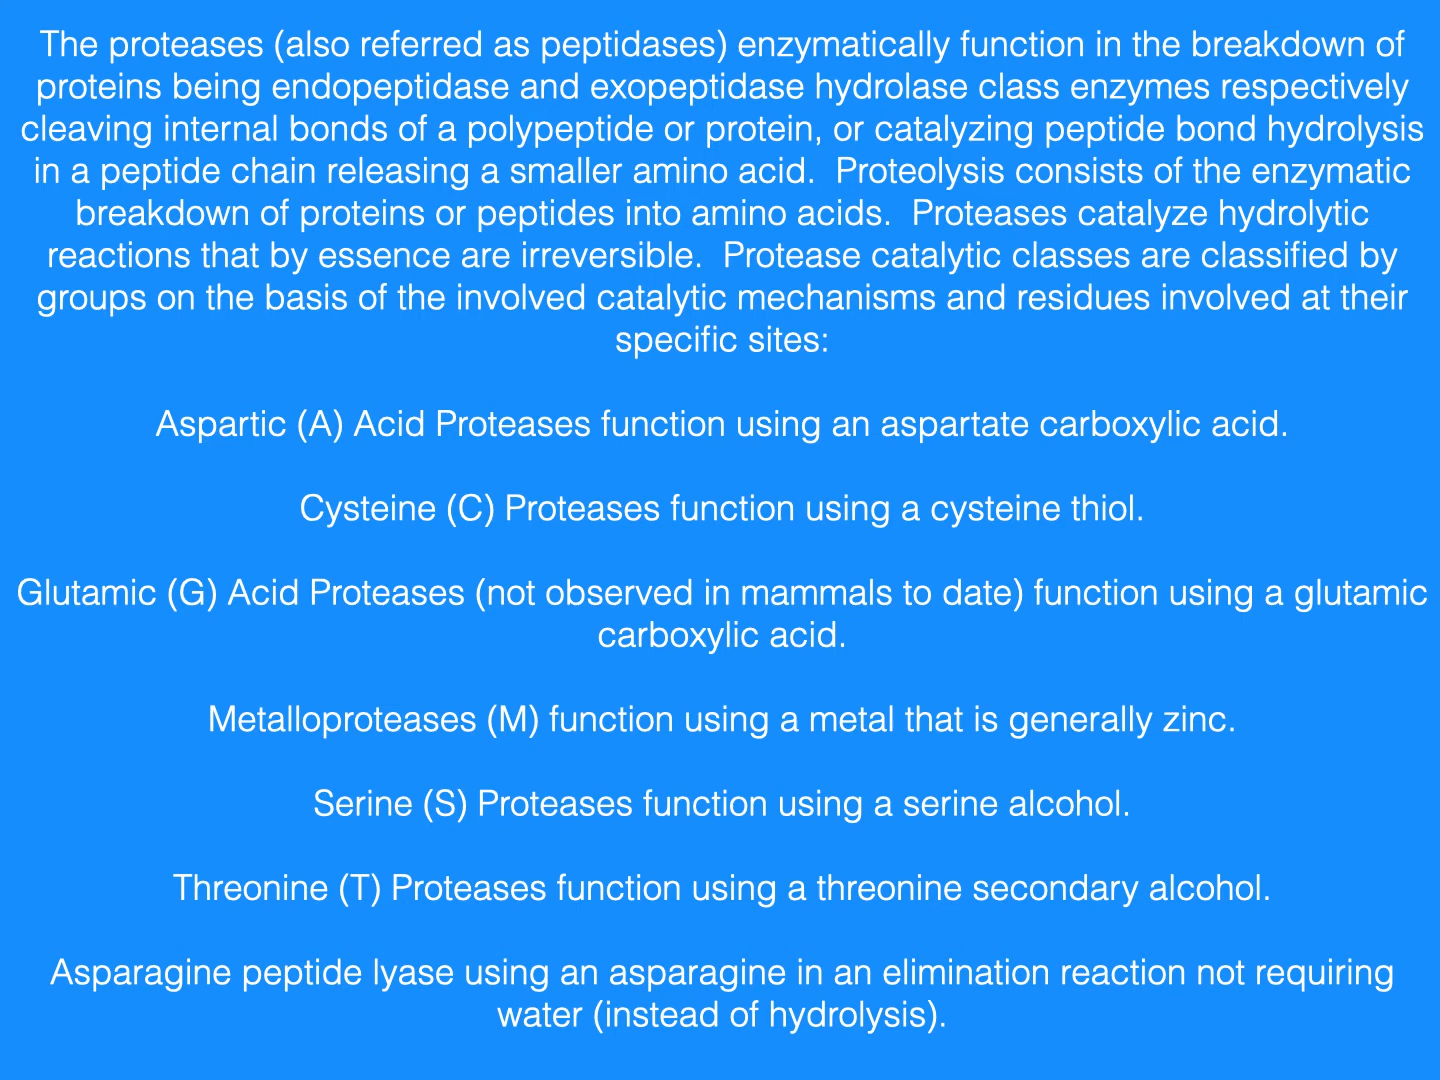 The proteases (also referred as peptidases) enzymatically function in the breakdown of
proteins being endopeptidase and exopeptidase hydrolase class enzymes respectively
cleaving internal bonds of a polypeptide or protein, or catalyzing peptide bond hydrolysis
in a peptide chain releasing a smaller amino acid.  Proteolysis consists of the enzymatic
breakdown of proteins or peptides into amino acids.  Proteases catalyze hydrolytic
reactions that by essence are irreversible.  Protease catalytic classes are classified by
groups on the basis of the involved catalytic mechanisms and residues involved at their
specific sites:
Aspartic (A) Acid Proteases function using an aspartate carboxylic acid.
Cysteine (C) Proteases function using a cysteine thiol.
Glutamic (G) Acid Proteases (not observed in mammals to date) function using a glutamic
carboxylic acid.
Metalloproteases (M) function using a metal that is generally zinc.
Serine (S) Proteases function using a serine alcohol.
Threonine (T) Proteases function using a threonine secondary alcohol.
Asparagine peptide lyase using an asparagine in an elimination reaction not requiring
water (instead of hydrolysis).